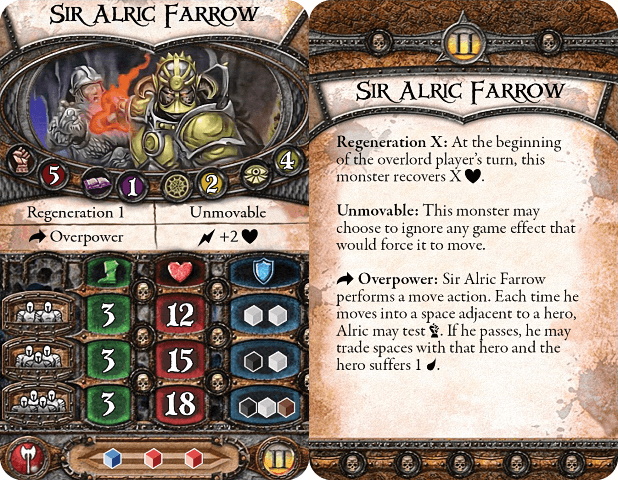 Sir Alric Farrow
5
1
2
4
Regeneration 1
Unmovable
Overpower
+2
3
12
3
15
3
18
II
II
Sir Alric Farrow
Regeneration X: At the beginning
of the overlord player's turn, this
monster recovers X
Unmovable: This monster may
choose to ignore any game effect that
would force it to move.
Overpower: Sir Alric Farrow
performs a move action. Each time he
moves into a space adjacent to a hero,
Alric may test . If he passes, he may
trade spaces with that hero and the
hero suffers 1 .